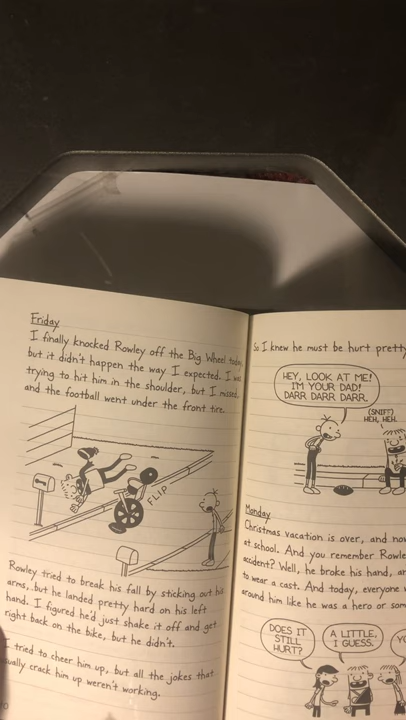 Friday
I finally knocked Rowley off the Big Wheel today
but it didn't happen the way I expected. I was
trying to hit him in the shoulder, but I missed,
and the football went under the front tire.
FLIP
Rowley tried to break his fall by sticking out his
arms, but he landed pretty hard on his left
hand. I figured he'd just shake it off and get
right back on the bike, but he didn't.
I tried to cheer him up, but all the jokes that
crack him up weren't working.
So I knew he must be hurt pretty
HEY, LOOK AT ME!
I'M YOUR DAD!
DARR DARR DARR.
(SNIFF)
HEH, HEH.
Monday
Christmas vacation is over, and now
at school. And you remember
accident? Well, he broke his hand,
to wear a cast. And today, everyone
around him like he was a hero or
DOES IT
STILL
HURT?
A LITTLE,
I GUESS.